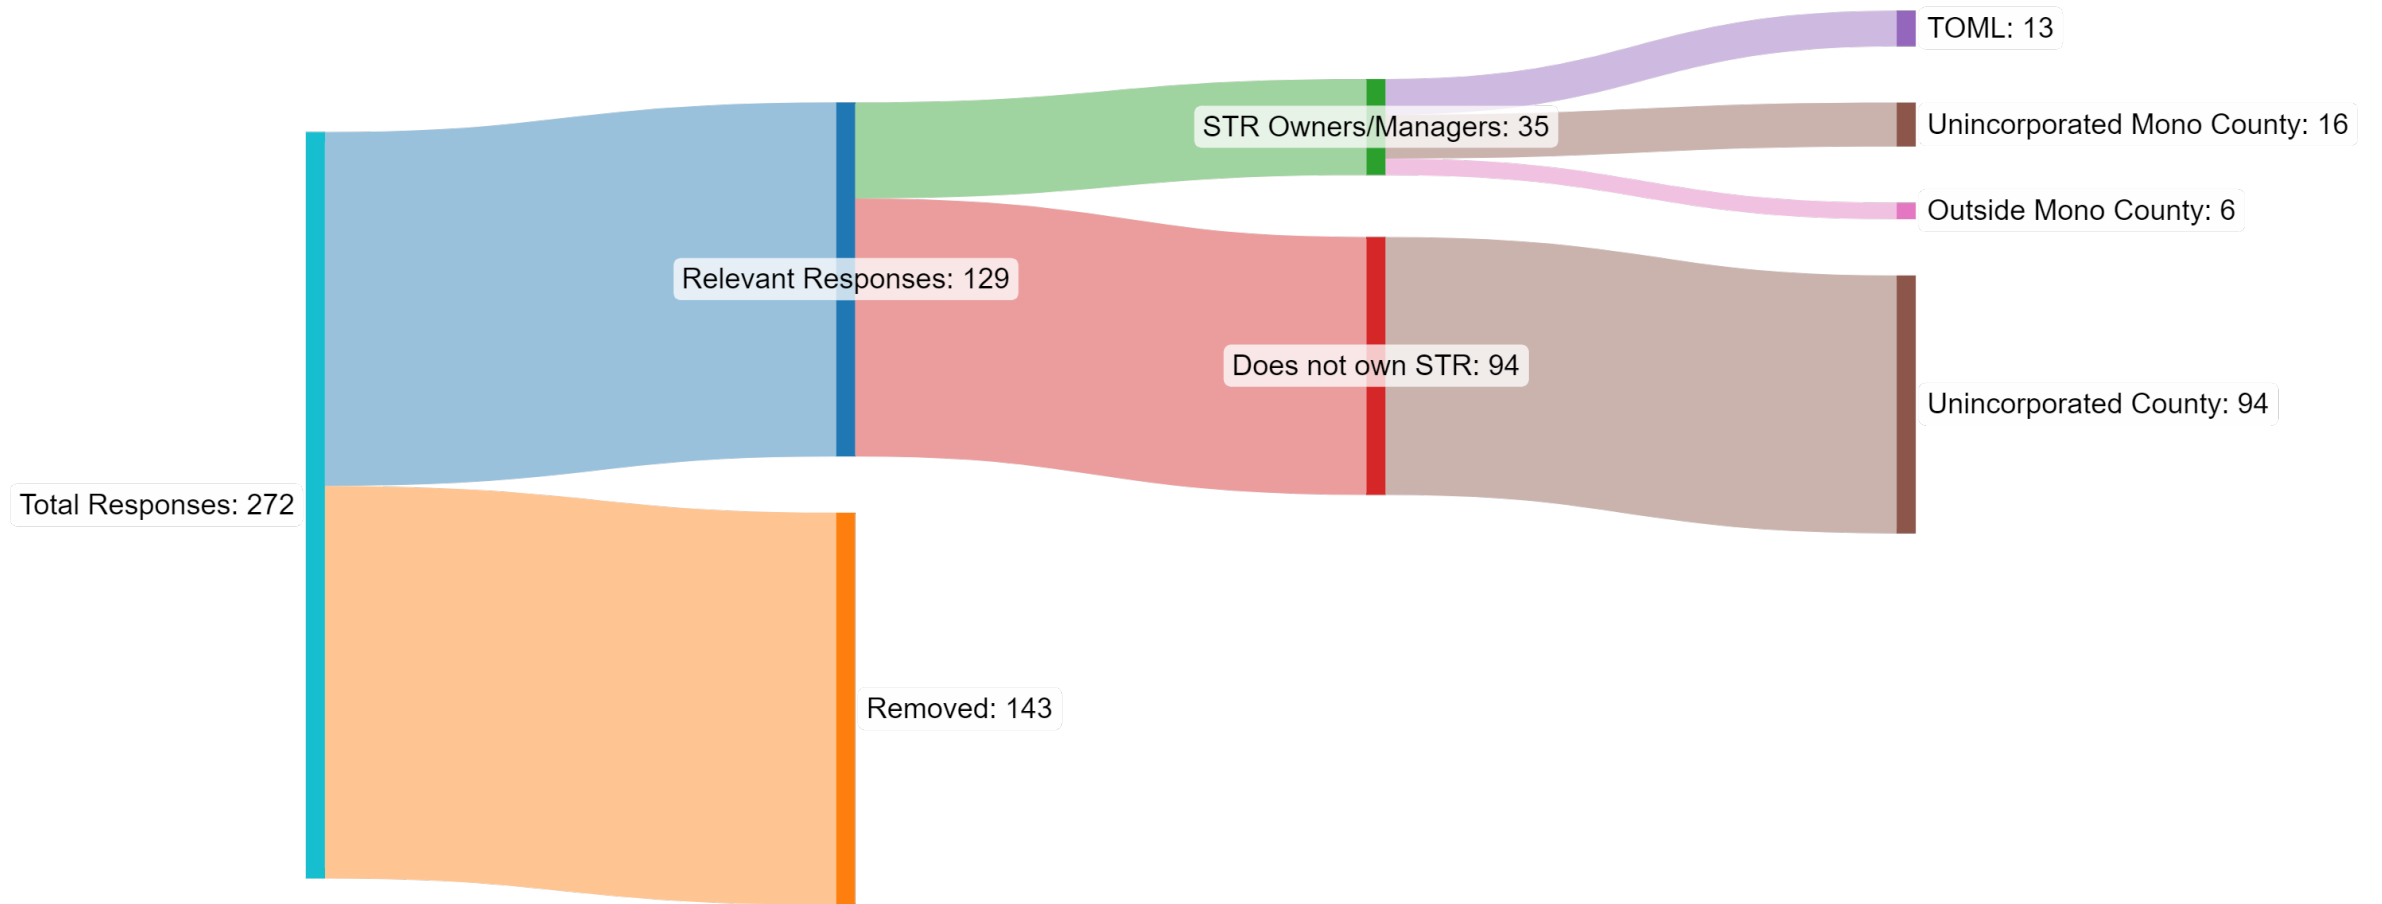 Total Responses: 272
Relevant Responses: 129
Removed: 143
STR Owners/Managers: 35
Does not own STR: 94
TOML: 13
Unincorporated Mono County: 16
Outside Mono County: 6
Unincorporated County: 94